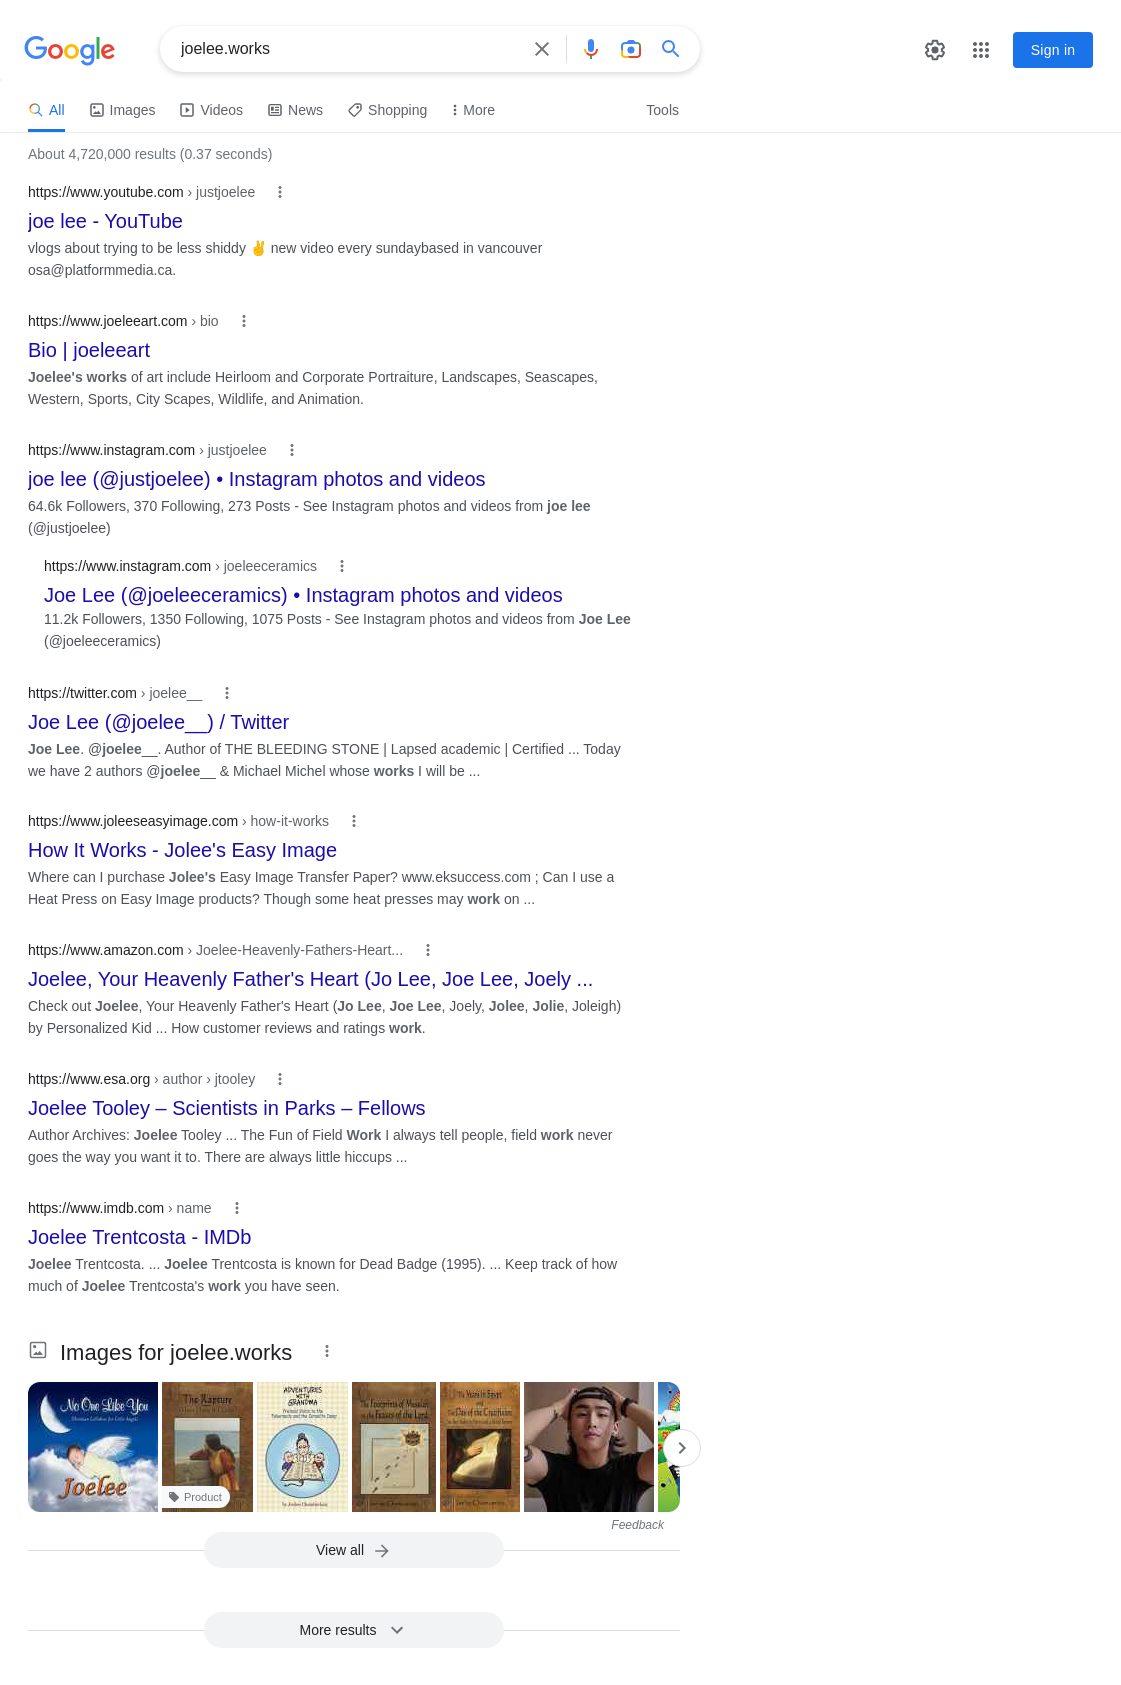 Google
joelee.works
Sign in
All
Images
Videos
News
Shopping
More
Tools
About 4,720,000 results (0.37 seconds)
https://www.youtube.com › justjoelee
joe lee - YouTube
vlogs about trying to be less shiddy ✌️ new video every sundaybased in vancouver
osa@platformmedia.ca.
https://www.joeleeart.com › bio
Bio | joeleeart
Joelee's works of art include Heirloom and Corporate Portraiture, Landscapes, Seascapes,
Western, Sports, City Scapes, Wildlife, and Animation.
https://www.instagram.com › justjoelee
joe lee (@justjoelee) • Instagram photos and videos
64.6k Followers, 370 Following, 273 Posts - See Instagram photos and videos from joe lee
(@justjoelee)
https://www.instagram.com › joeleeceramics
Joe Lee (@joeleeceramics) • Instagram photos and videos
11.2k Followers, 1350 Following, 1075 Posts - See Instagram photos and videos from Joe Lee
(@joeleeceramics)
https://twitter.com › joelee__
Joe Lee (@joelee__) / Twitter
Joe Lee. @joelee__. Author of THE BLEEDING STONE | Lapsed academic | Certified ... Today
we have 2 authors @joelee__ & Michael Michel whose works I will be ...
https://www.joleeseasyimage.com › how-it-works
How It Works - Jolee's Easy Image
Where can I purchase Jolee's Easy Image Transfer Paper? www.eksuccess.com ; Can I use a
Heat Press on Easy Image products? Though some heat presses may work on ...
https://www.amazon.com › Joelee-Heavenly-Fathers-Heart...
Joelee, Your Heavenly Father's Heart (Jo Lee, Joe Lee, Joely ...
Check out Joelee, Your Heavenly Father's Heart (Jo Lee, Joe Lee, Joely, Jolee, Jolie, Joleigh)
by Personalized Kid ... How customer reviews and ratings work.
https://www.esa.org › author › jtooley
Joelee Tooley – Scientists in Parks – Fellows
Author Archives: Joelee Tooley ... The Fun of Field Work I always tell people, field work never
goes the way you want it to. There are always little hiccups ...
https://www.imdb.com › name
Joelee Trentcosta - IMDb
Joelee Trentcosta. ... Joelee Trentcosta is known for Dead Badge (1995). ... Keep track of how
much of Joelee Trentcosta's work you have seen.
Images for joelee.works
No One Like You
Joelee
The Rapture
Product
ADVENTURES
WITH
GRANDMA
The Footprints of Messiah
in the Feasts of the Lord
Feedback
View all
More results